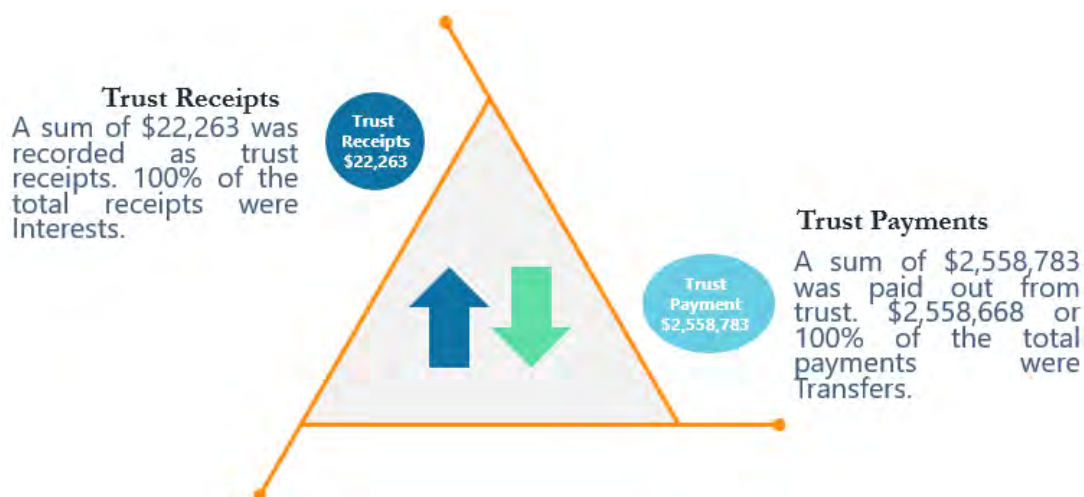 Trust Receipts
A sum of $22,263 was
recorded as trust
receipts. 100% of the
total receipts were
Interests.
Trust
Receipts
$22,263
Trust Payments
A sum of $2,558,783
was paid out from
trust. $2,558,668 or
100% of the total
payments were
Transfers.
Trust
Payment
$2,558,783